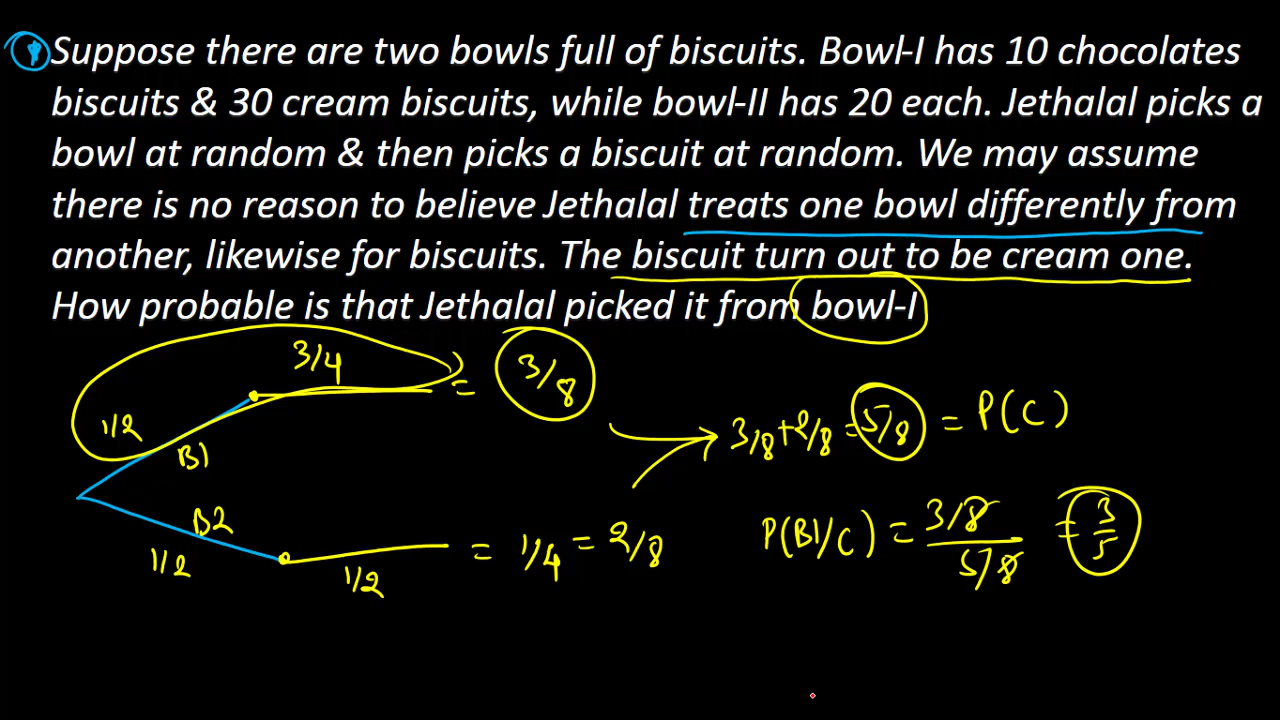 Suppose there are two bowls full of biscuits. Bowl-I has 10 chocolates
biscuits & 30 cream biscuits, while bowl-II has 20 each. Jethalal picks a
bowl at random & then picks a biscuit at random. We may assume
there is no reason to believe Jethalal treats one bowl differently from
another, likewise for biscuits. The biscuit turn out to be cream one.
How probable is that Jethalal picked it from bowl-I
3/4
= 3/8
1/2
B1
3/8+2/8 = 5/8 = P(C)
B2
1/2
1/2
= 1/4 = 2/8
P(B1/C) = 3/8 / 5/8 = 3/5